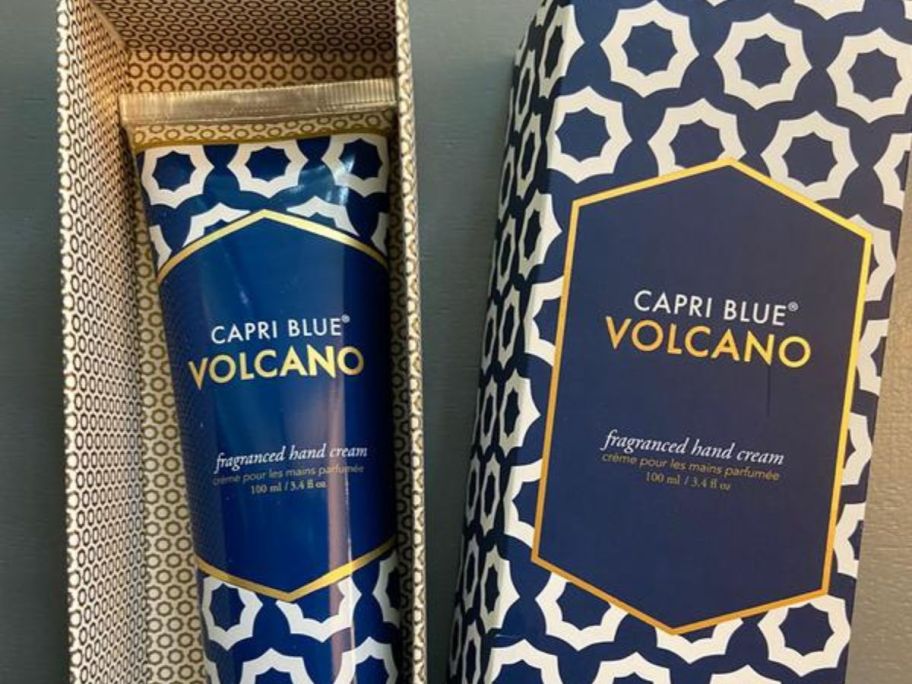 CAPRI BLUE®
VOLCANO
fragranced hand cream
crème pour les mains parfumée
100 ml / 3.4 fl oz
CAPRI BLUE®
VOLCANO
fragranced hand cream
crème pour les mains parfumée
100 ml / 3.4 fl oz